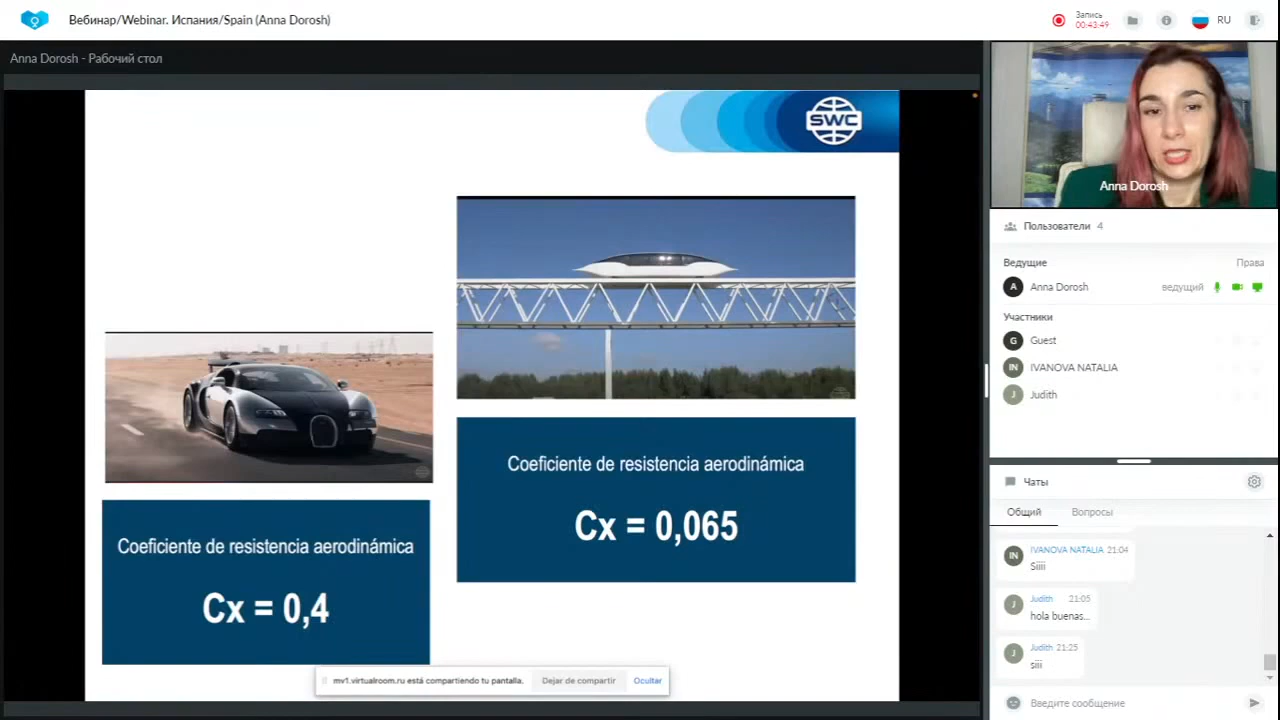 Вебинар/Webinar. Испания/Spain (Anna Dorosh)
Запись
00:43:49
RU
Anna Dorosh - Рабочий стол
SWC
Coeficiente de resistencia aerodinámica
Cx = 0,065
Coeficiente de resistencia aerodinámica
Cx = 0,4
mv1.virtualroom.ru está compartiendo tu pantalla.
Dejar de compartir
Ocultar
Anna Dorosh
Пользователи 4
Ведущие
Права
A
Anna Dorosh
ведущий
Участники
G
Guest
IN
IVANOVA NATALIA
J
Judith
Чаты
Общий
Вопросы
IN
IVANOVA NATALIA 21:04
Siiii
J
Judith 21:05
hola buenas...
J
Judith 21:25
siii
Введите сообщение